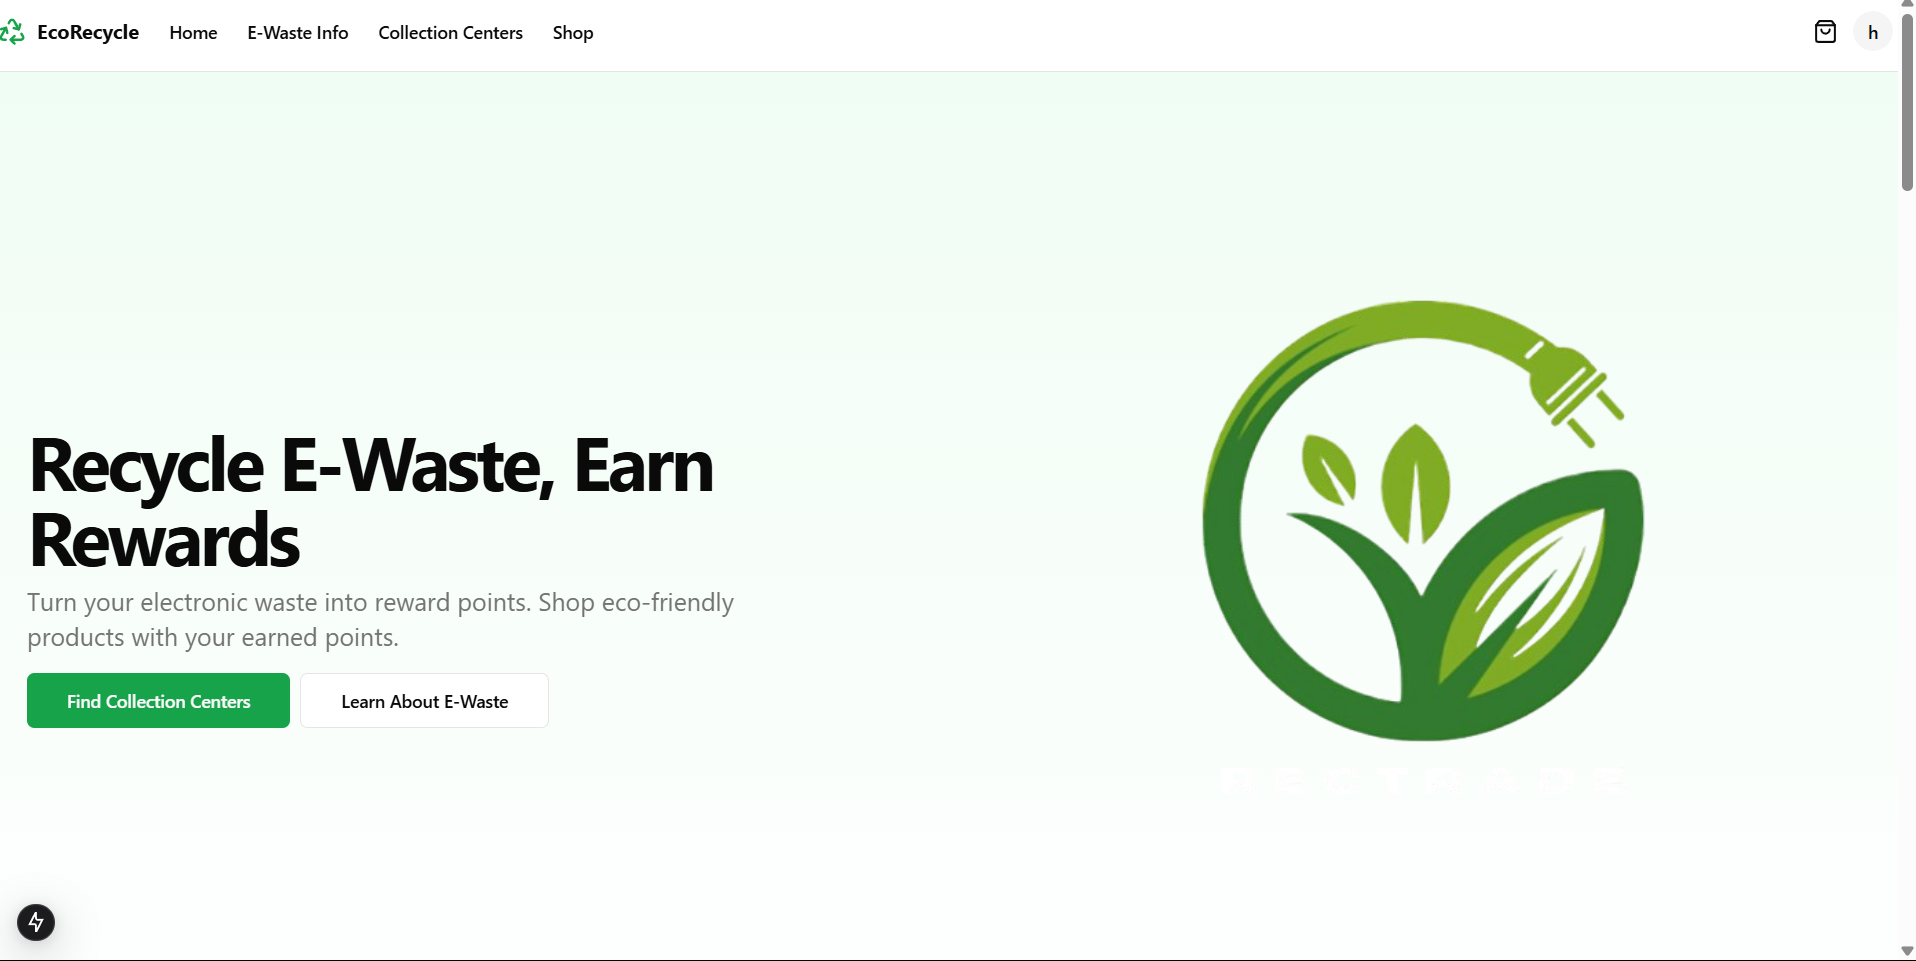 EcoRecycle Home E-Waste Info Collection Centers Shop h
Recycle E-Waste, Earn
Rewards
Turn your electronic waste into reward points. Shop eco-friendly
products with your earned points.
Find Collection Centers Learn About E-Waste